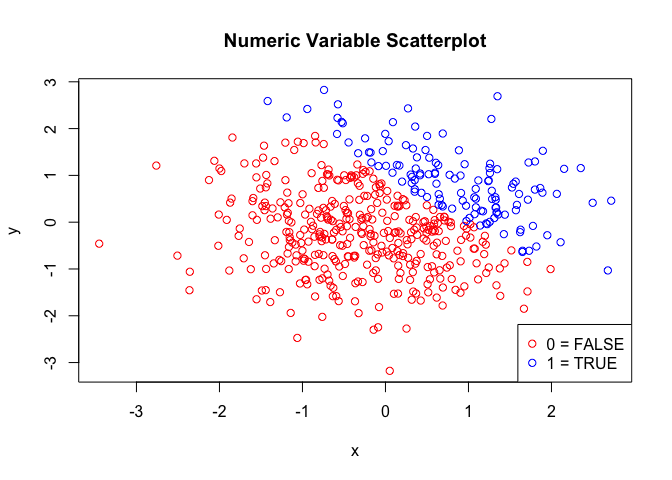 Numeric Variable Scatterplot
3
2
1
0
-1
-2
-3
y
0 = FALSE
1 = TRUE
-3 -2 -1 0 1 2
x